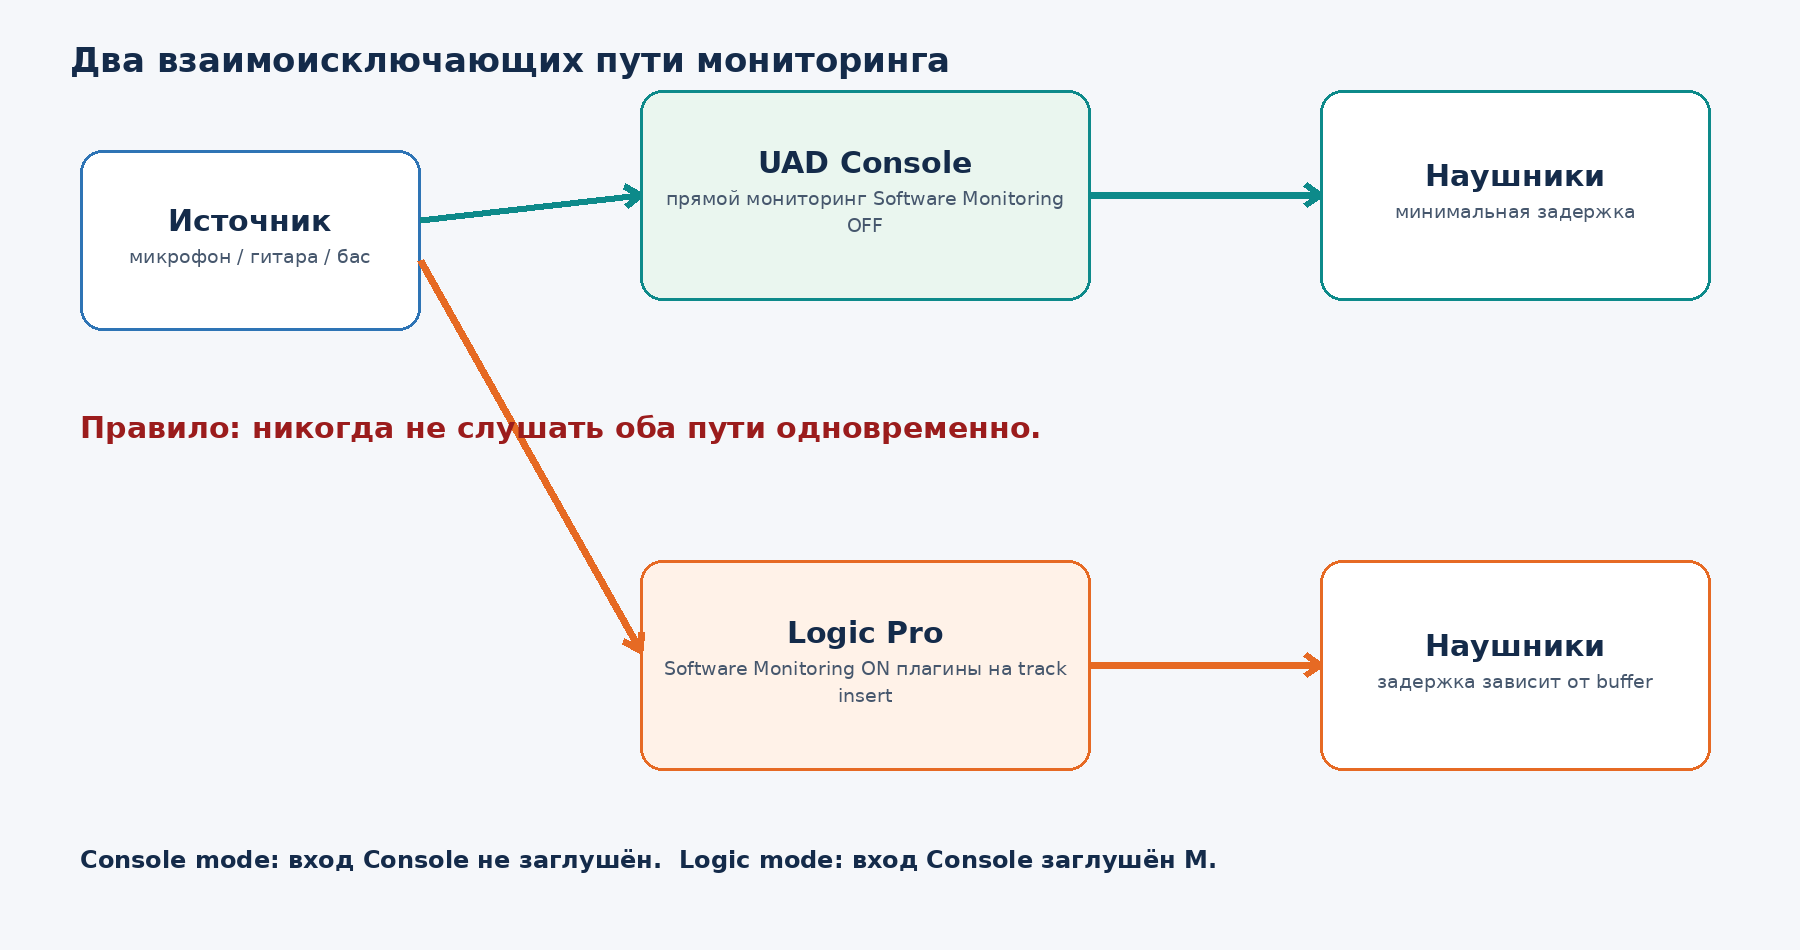 Два взаимоисключающих пути мониторинга
Источник
микрофон / гитара / бас
UAD Console
прямой мониторинг Software Monitoring
OFF
Наушники
минимальная задержка
Правило: никогда не слушать оба пути одновременно.
Logic Pro
Software Monitoring ON плагины на track
insert
Наушники
задержка зависит от buffer
Console mode: вход Console не заглушён.  Logic mode: вход Console заглушён M.